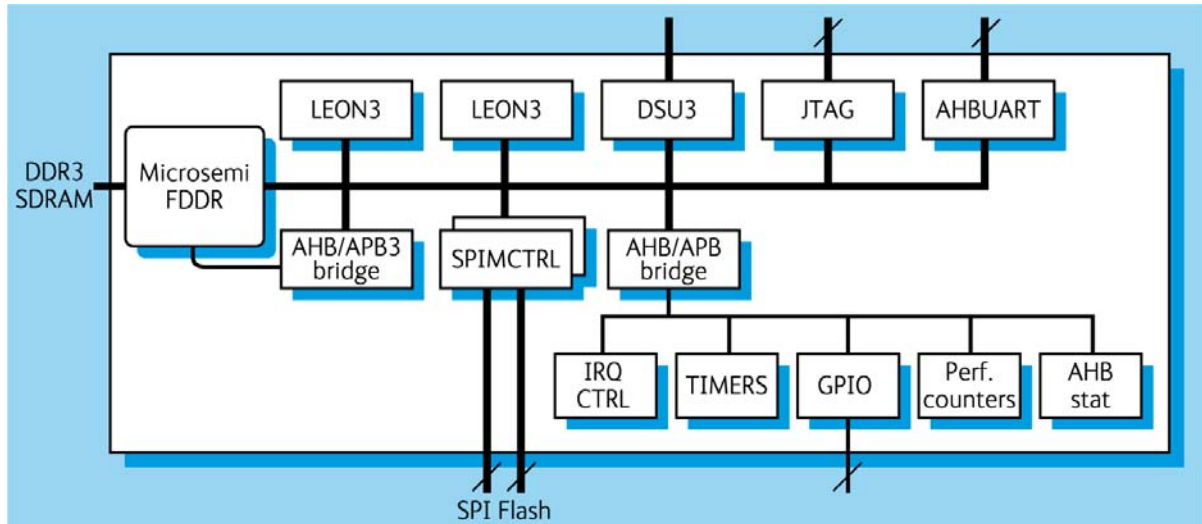 LEON3
LEON3
DSU3
JTAG
AHBUART
DDR3
SDRAM
Microsemi
FDDR
AHB/APB3
bridge
SPIMCTRL
AHB/APB
bridge
IRQ
CTRL
TIMERS
GPIO
Perf.
counters
AHB
stat
SPI Flash